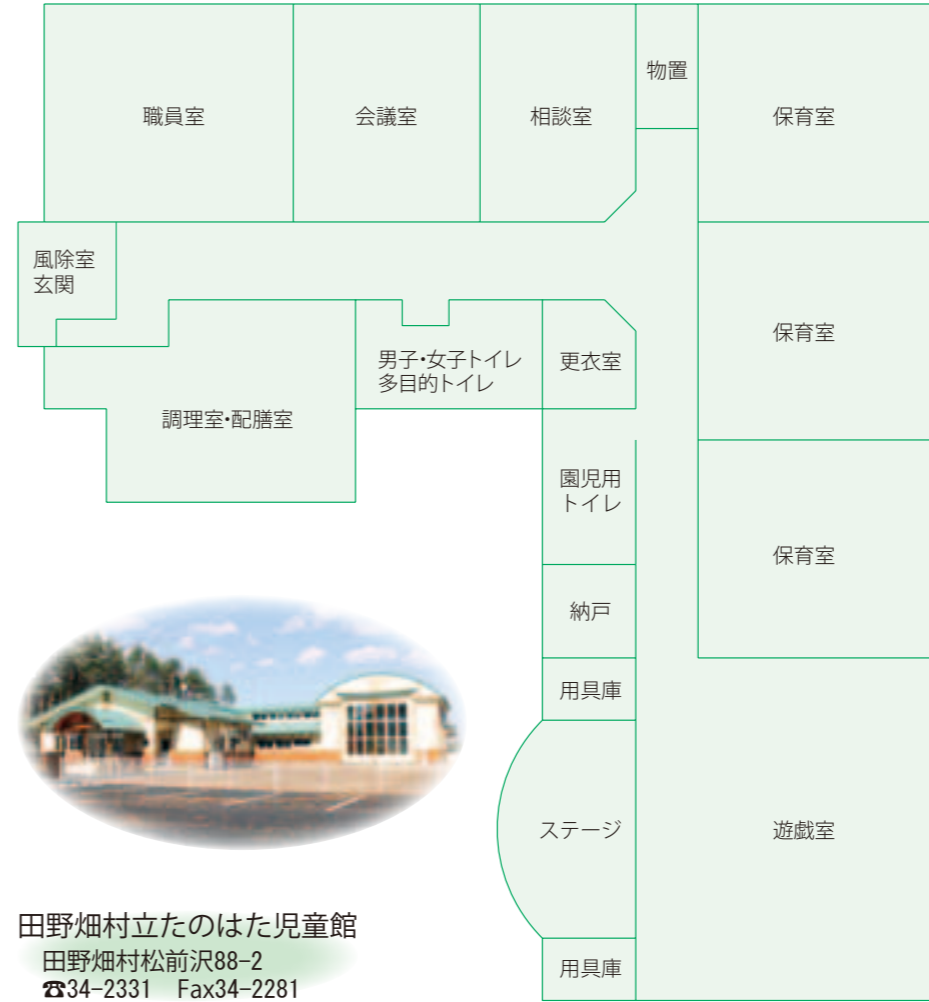 職員室
会議室
相談室
物置
保育室
風除室
玄関
保育室
男子・女子トイレ
多目的トイレ
更衣室
調理室・配膳室
園児用
トイレ
保育室
納戸
用具庫
ステージ
遊戯室
用具庫
田野畑村立たのはた児童館
田野畑村松前沢88-2
☎34-2331 Fax34-2281